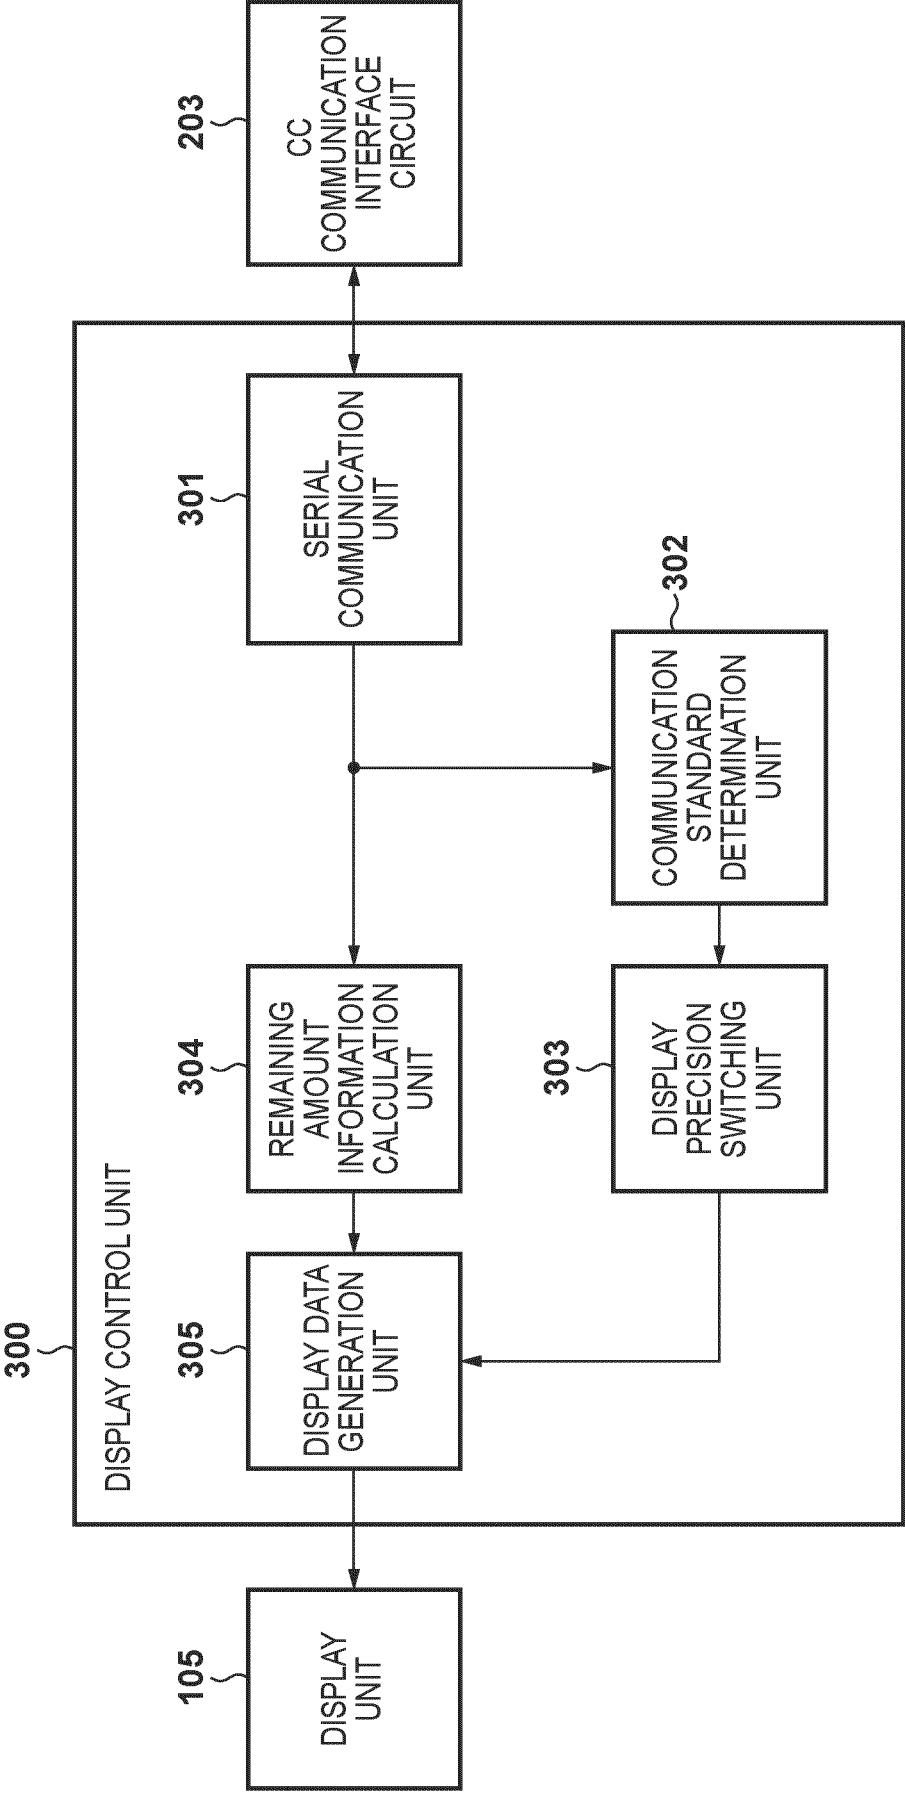 300
DISPLAY CONTROL UNIT
105
DISPLAY
UNIT
305
DISPLAY DATA
GENERATION
UNIT
304
REMAINING
AMOUNT
INFORMATION
CALCULATION
UNIT
301
SERIAL
COMMUNICATION
UNIT
203
CC
COMMUNICATION
INTERFACE
CIRCUIT
303
DISPLAY
PRECISION
SWITCHING
UNIT
302
COMMUNICATION
STANDARD
DETERMINATION
UNIT